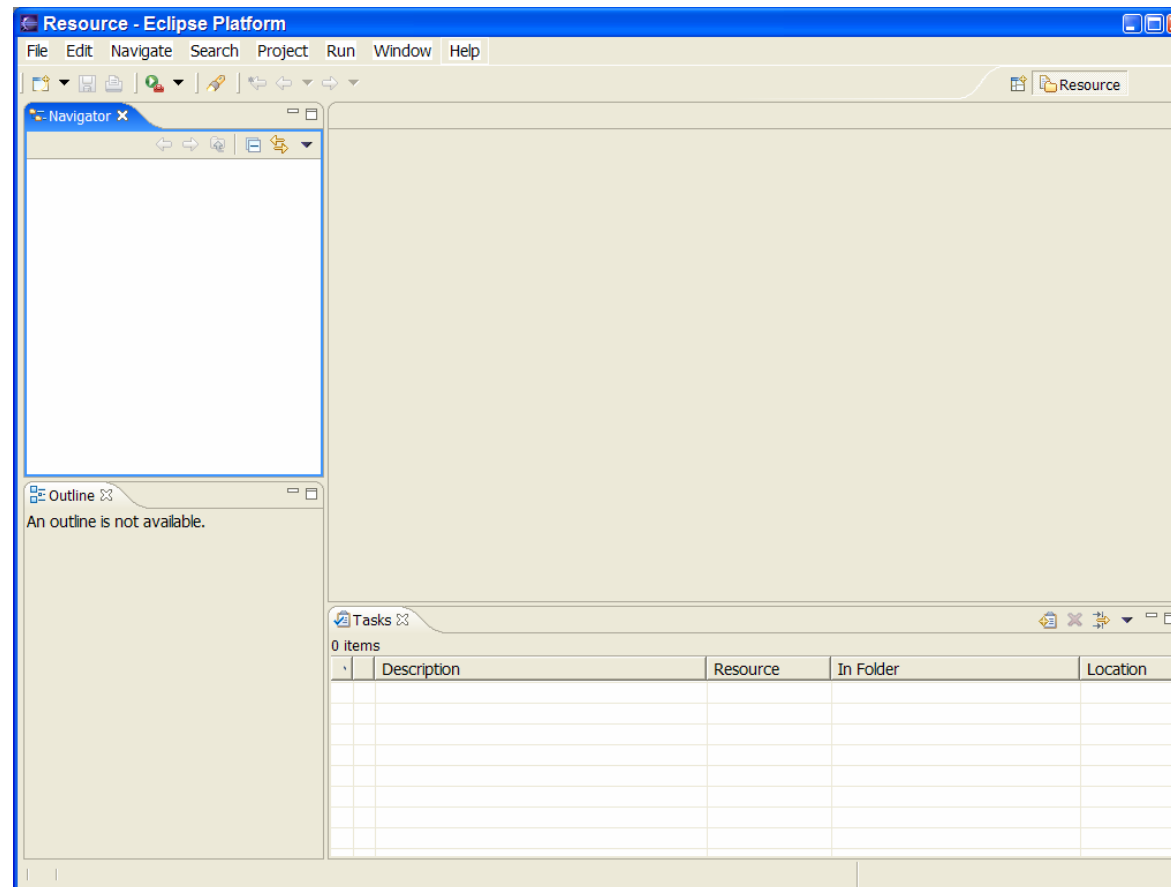 Resource - Eclipse Platform
File Edit Navigate Search Project Run Window Help
Resource
Navigator
Outline
An outline is not available.
Tasks
0 items
Description Resource In Folder Location